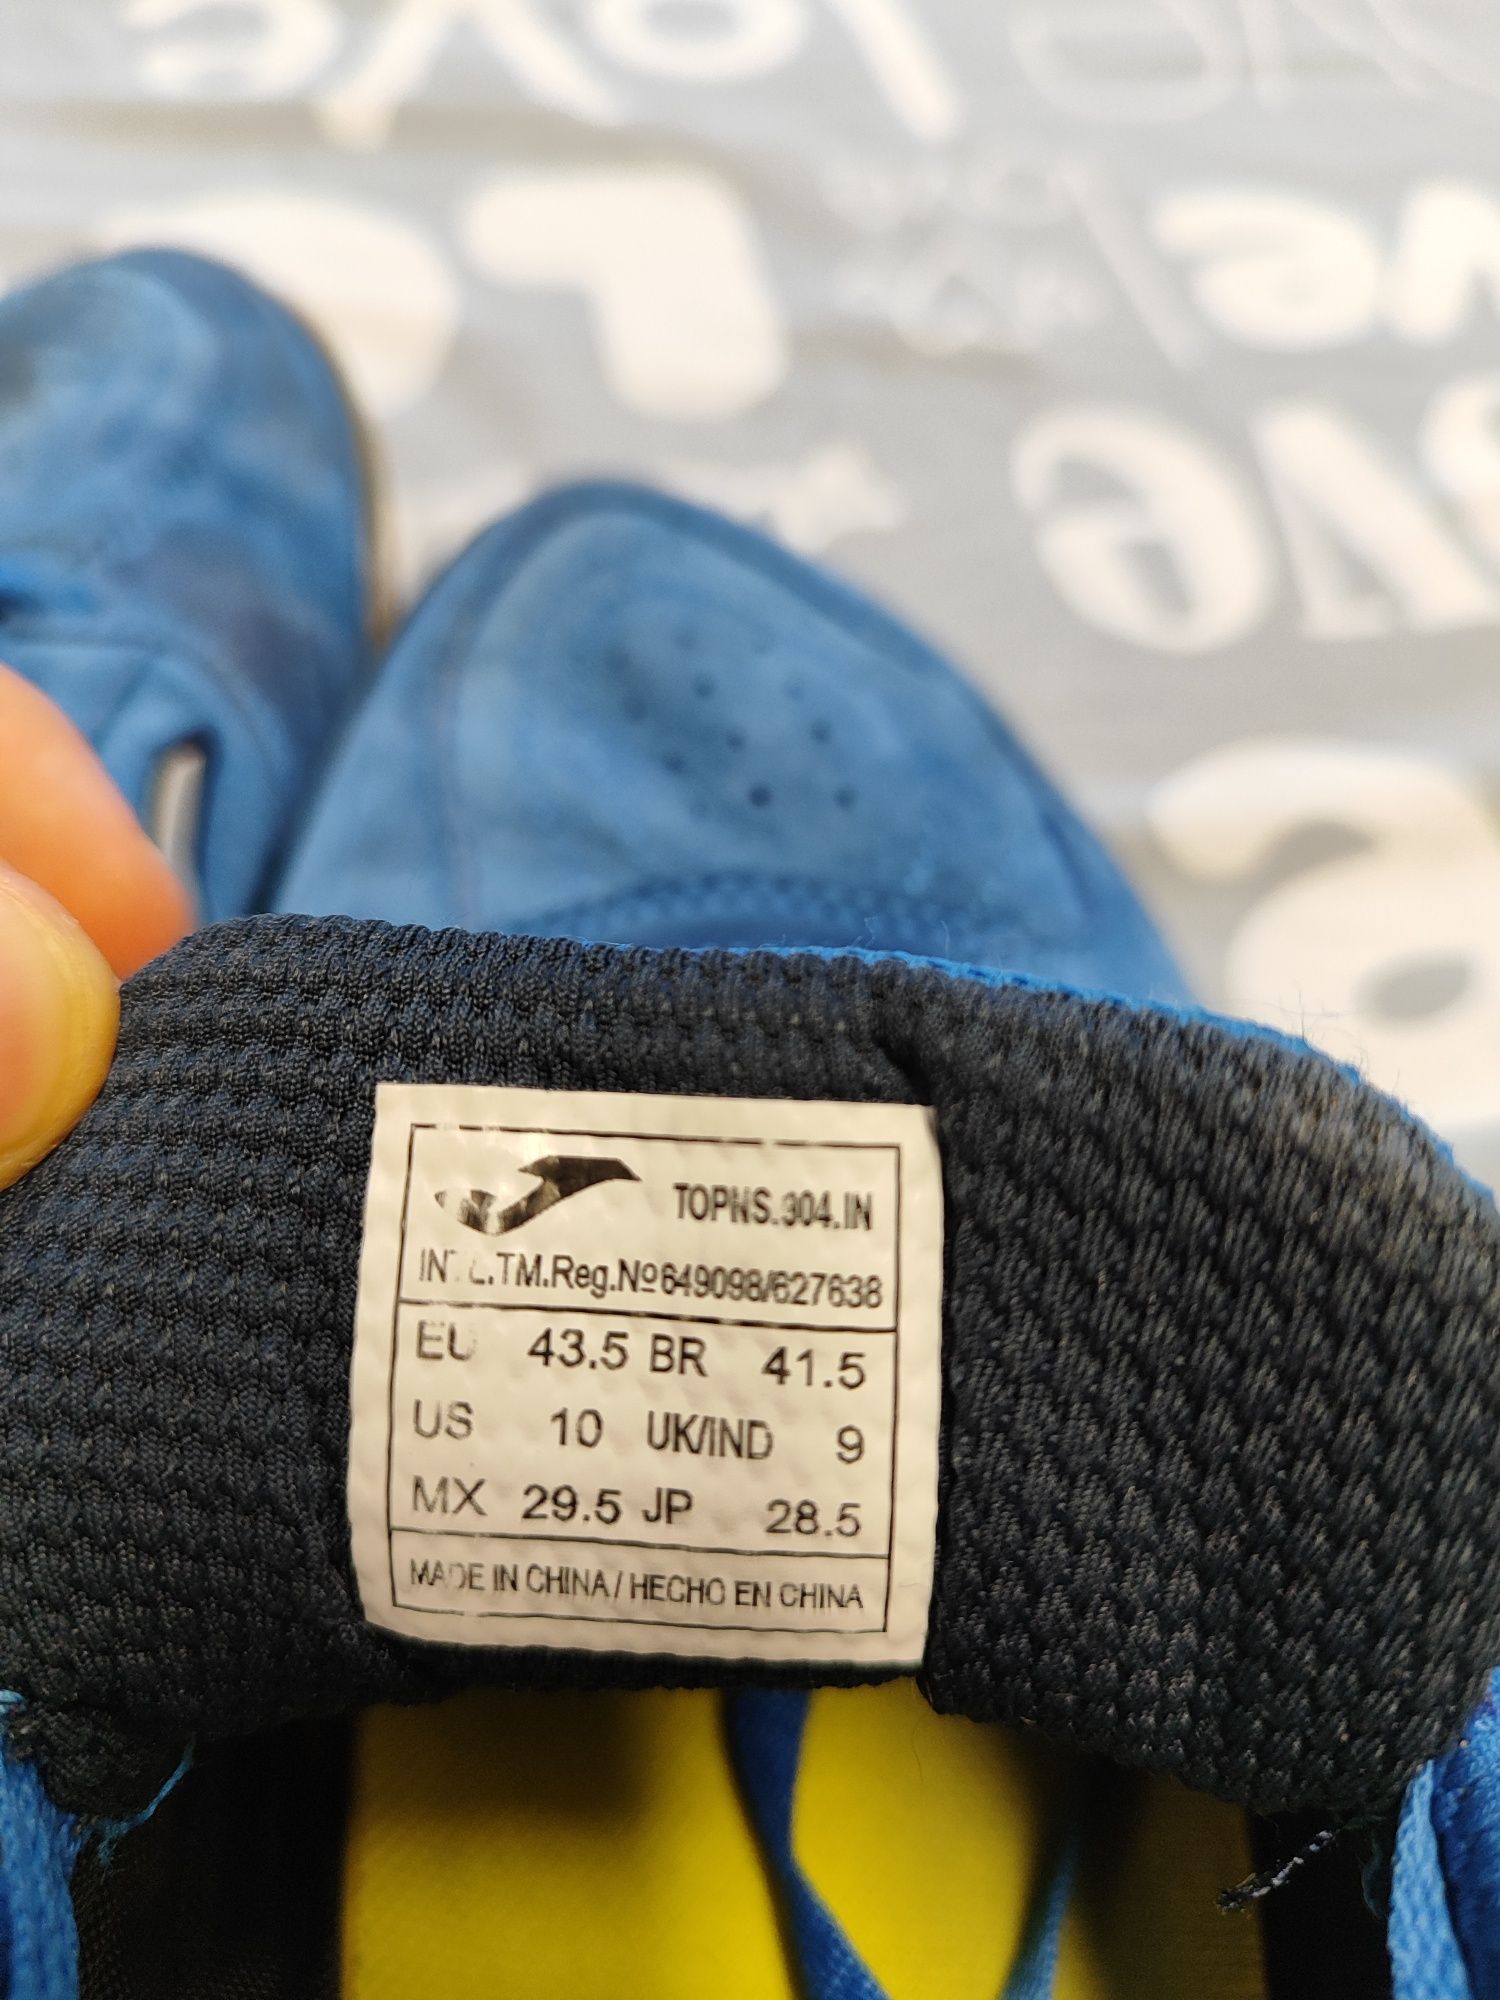 love
TOPNS.304.IN
INT'L.TM.Reg.Nº649098/627638
EU 43.5 BR 41.5
US 10 UK/IND 9
MX 29.5 JP 28.5
MADE IN CHINA / HECHO EN CHINA